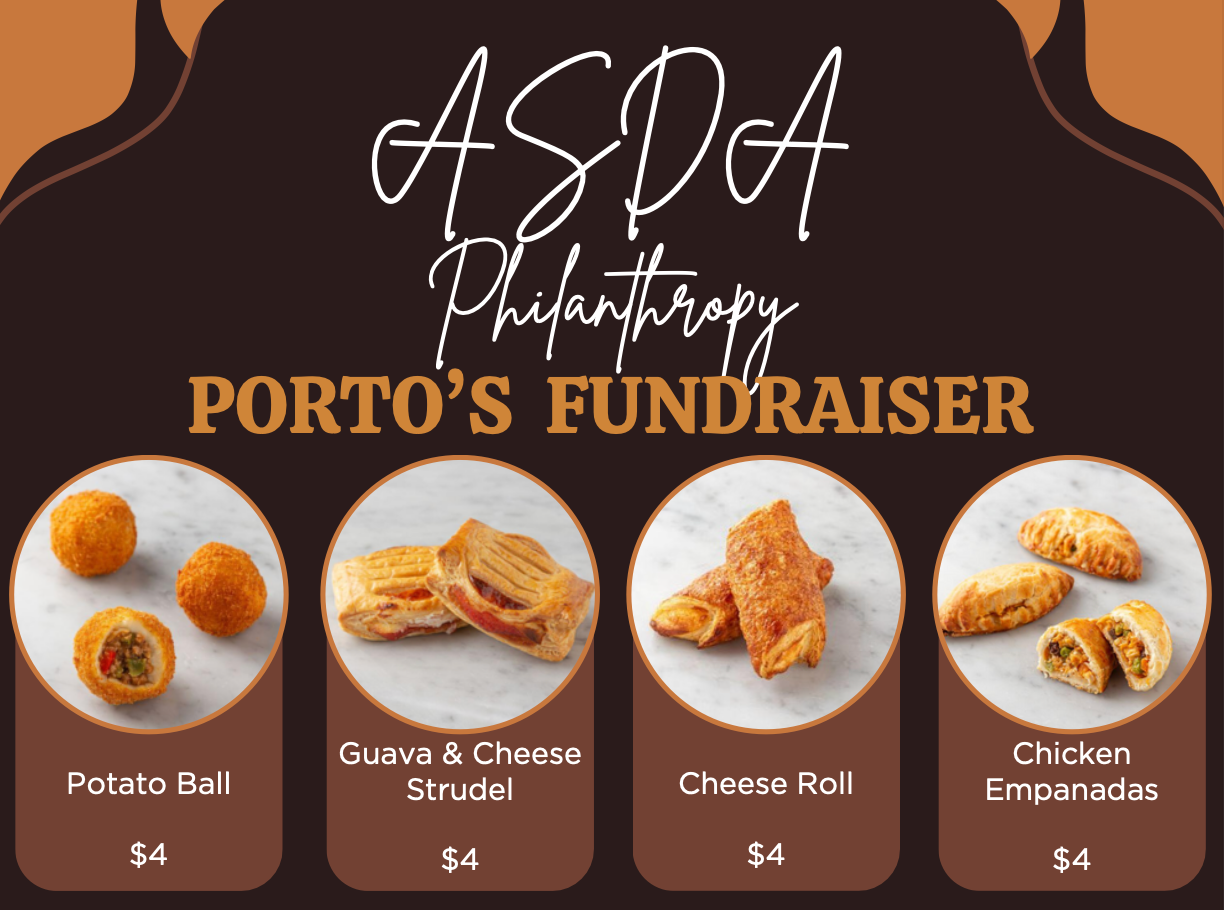 ASDA
Philanthropy
PORTO'S FUNDRAISER
Potato Ball
$4
Guava & Cheese
Strudel
$4
Cheese Roll
$4
Chicken
Empanadas
$4